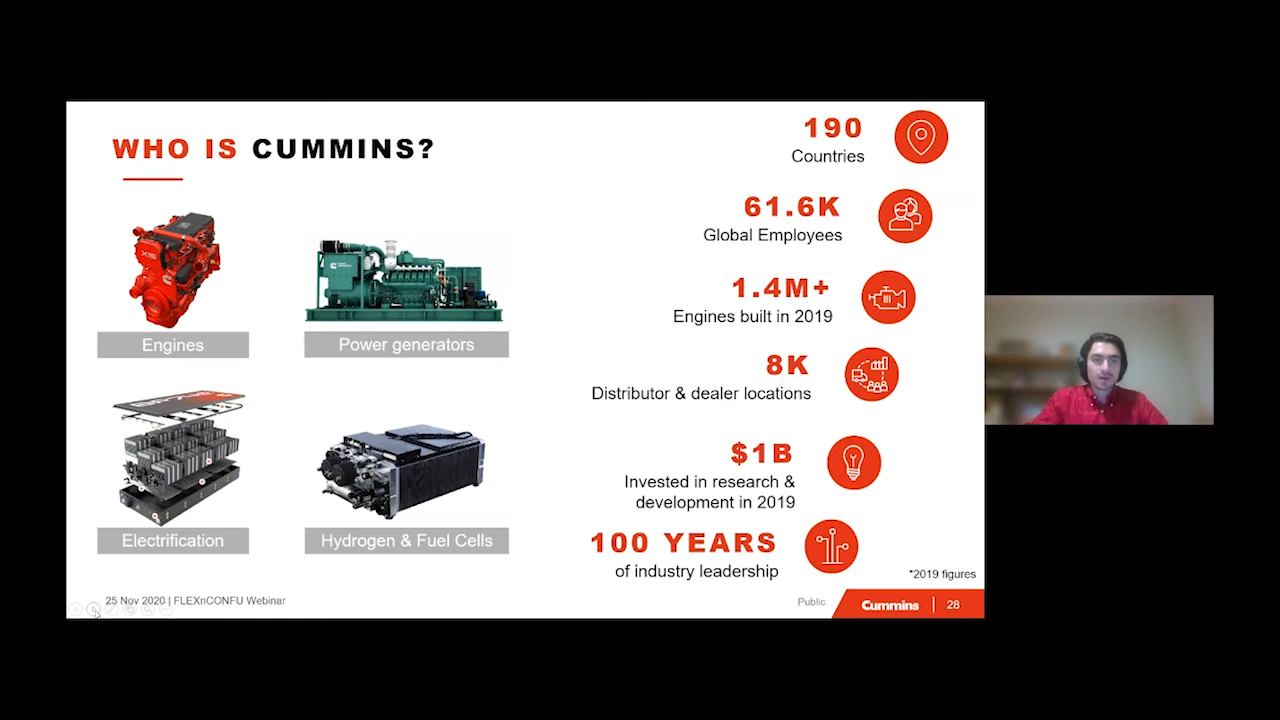 WHO IS CUMMINS?
Engines
Power generators
Electrification
Hydrogen & Fuel Cells
190
Countries
61.6K
Global Employees
1.4M+
Engines built in 2019
8K
Distributor & dealer locations
$1B
Invested in research &
development in 2019
100 YEARS
of industry leadership
*2019 figures
25 Nov 2020 | FLEXnCONFU Webinar
Public
Cummins
28